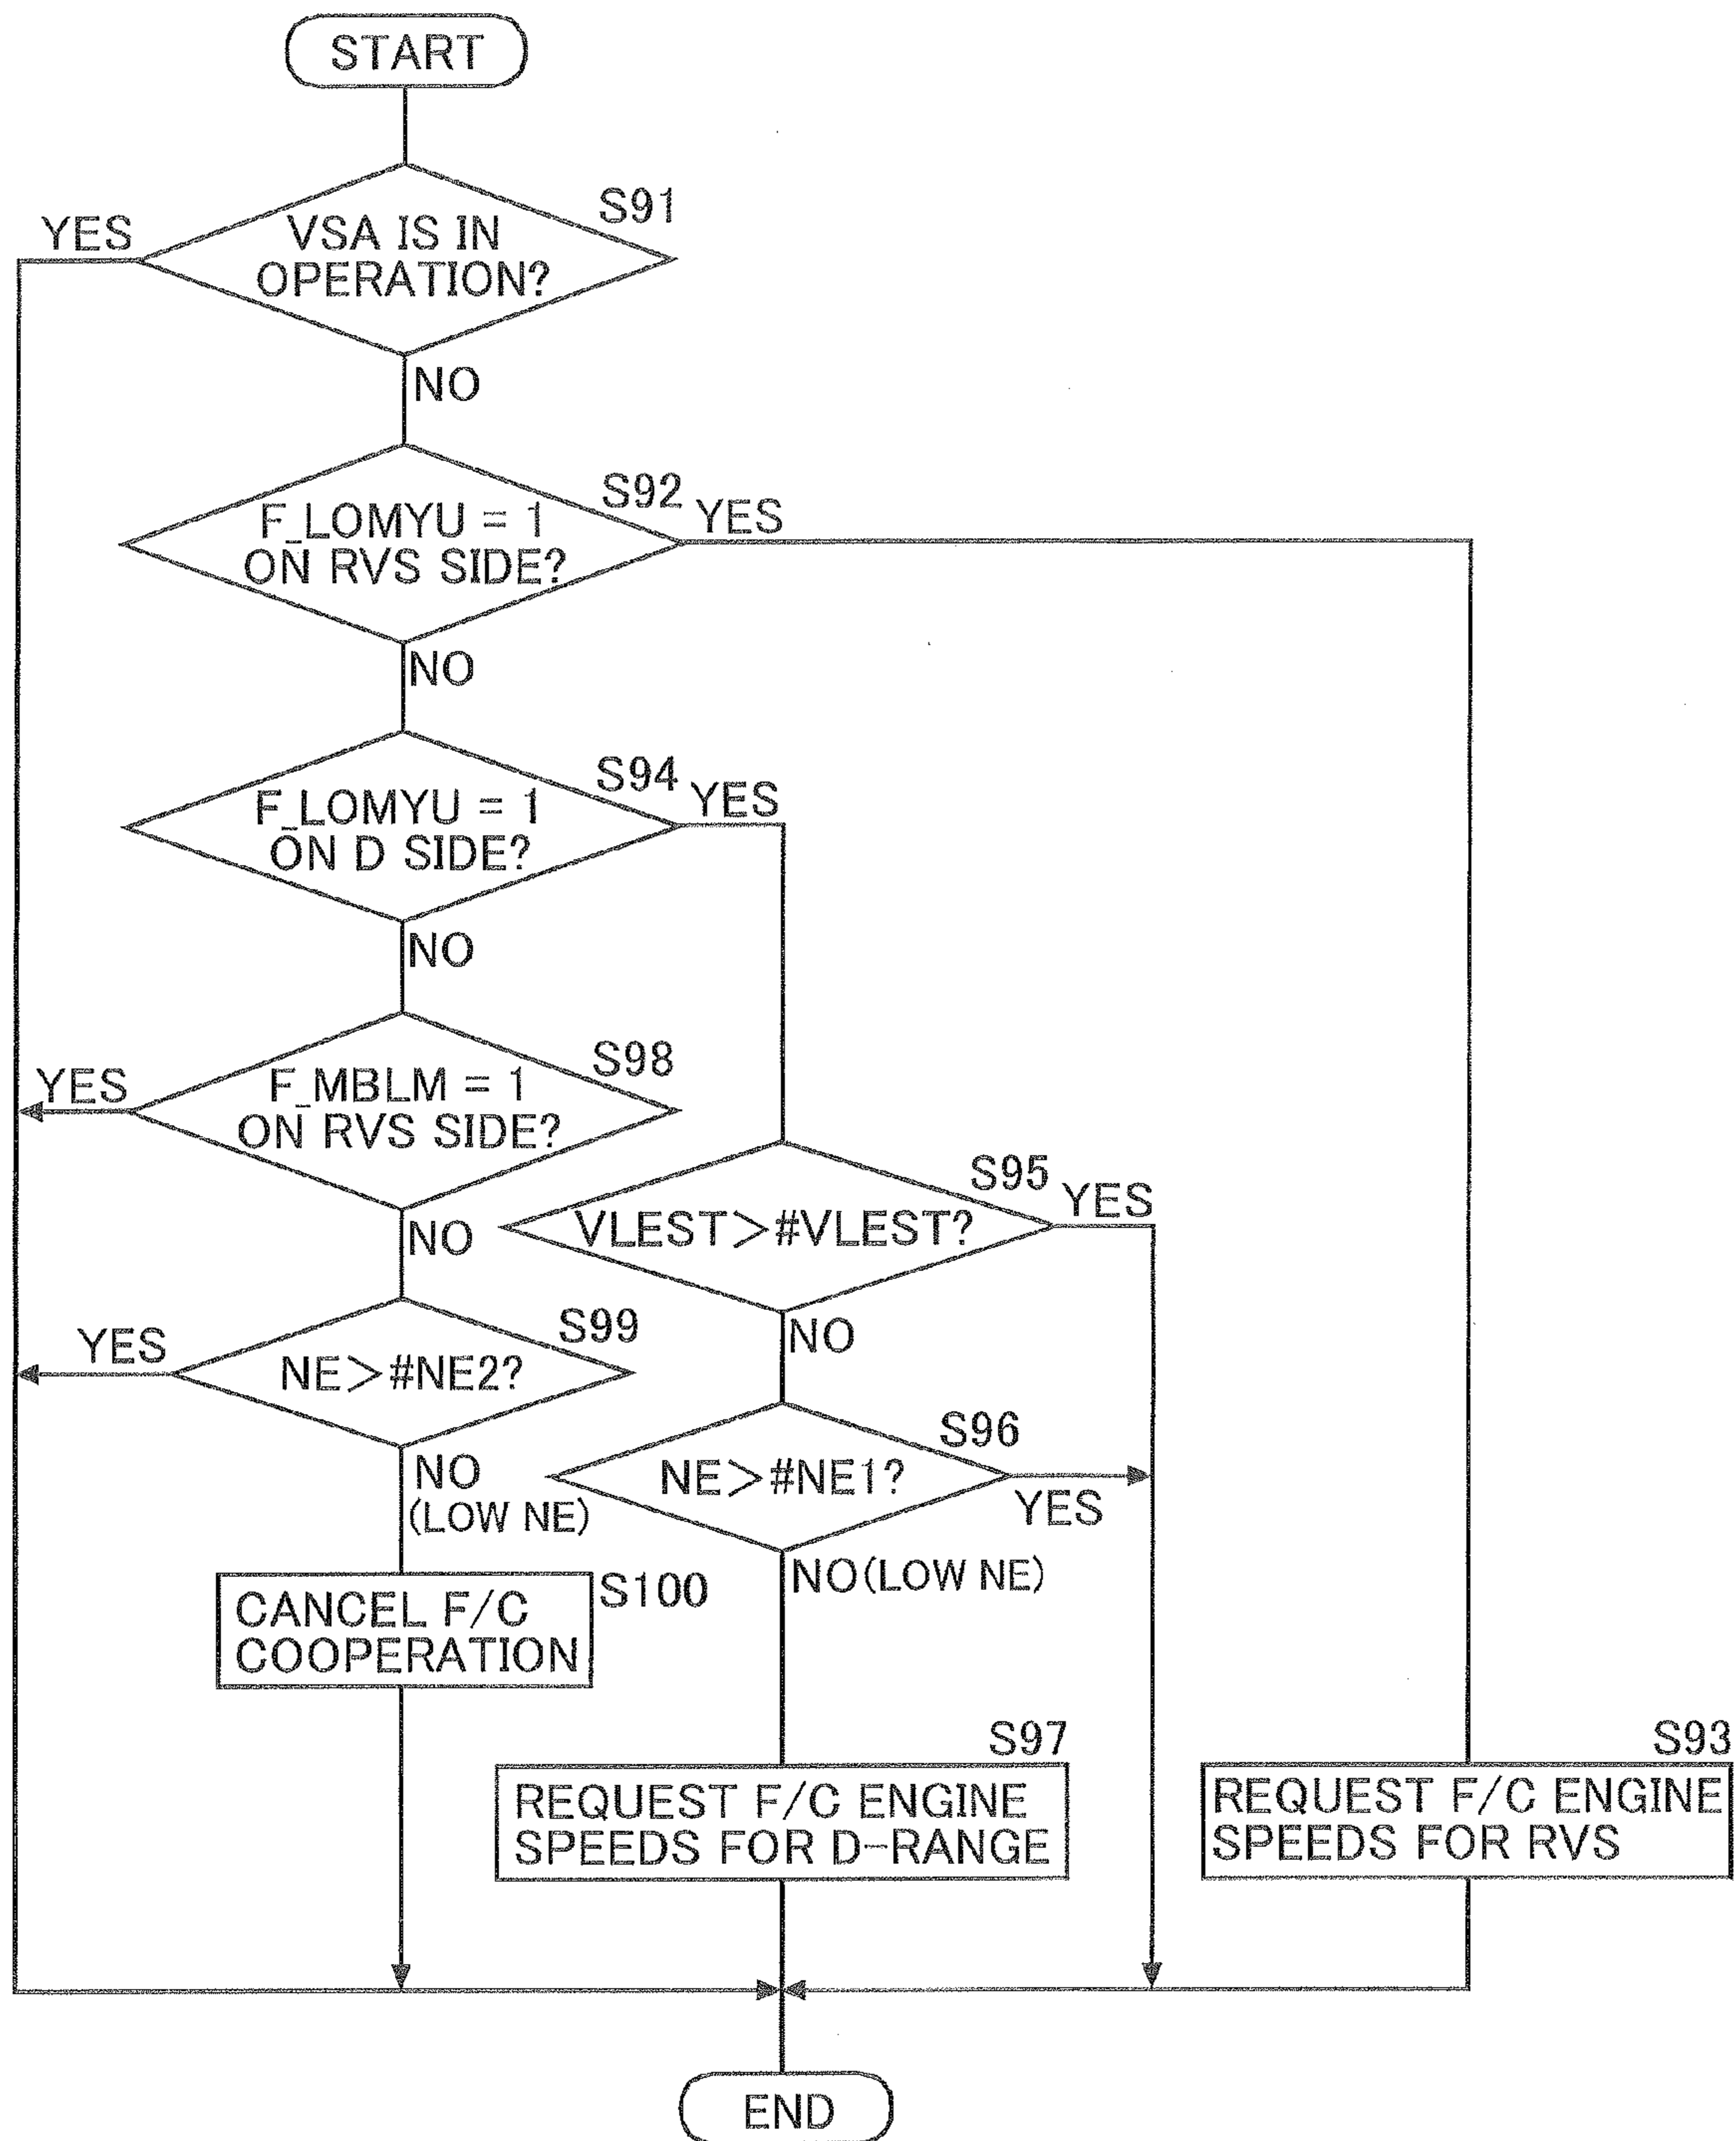 START
S91
YES
VSA IS IN
OPERATION?
NO
S92
YES
F_LOMYU = 1
ON RVS SIDE?
NO
S94
YES
F_LOMYU = 1
ON D SIDE?
NO
S98
YES
F_MBLM = 1
ON RVS SIDE?
NO
S95
YES
VLEST>#VLEST?
NO
S99
YES
NE>#NE2?
NO
(LOW NE)
S96
NE>#NE1?
YES
NO(LOW NE)
S100
CANCEL F/C
COOPERATION
S97
REQUEST F/C ENGINE
SPEEDS FOR D-RANGE
S93
REQUEST F/C ENGINE
SPEEDS FOR RVS
END